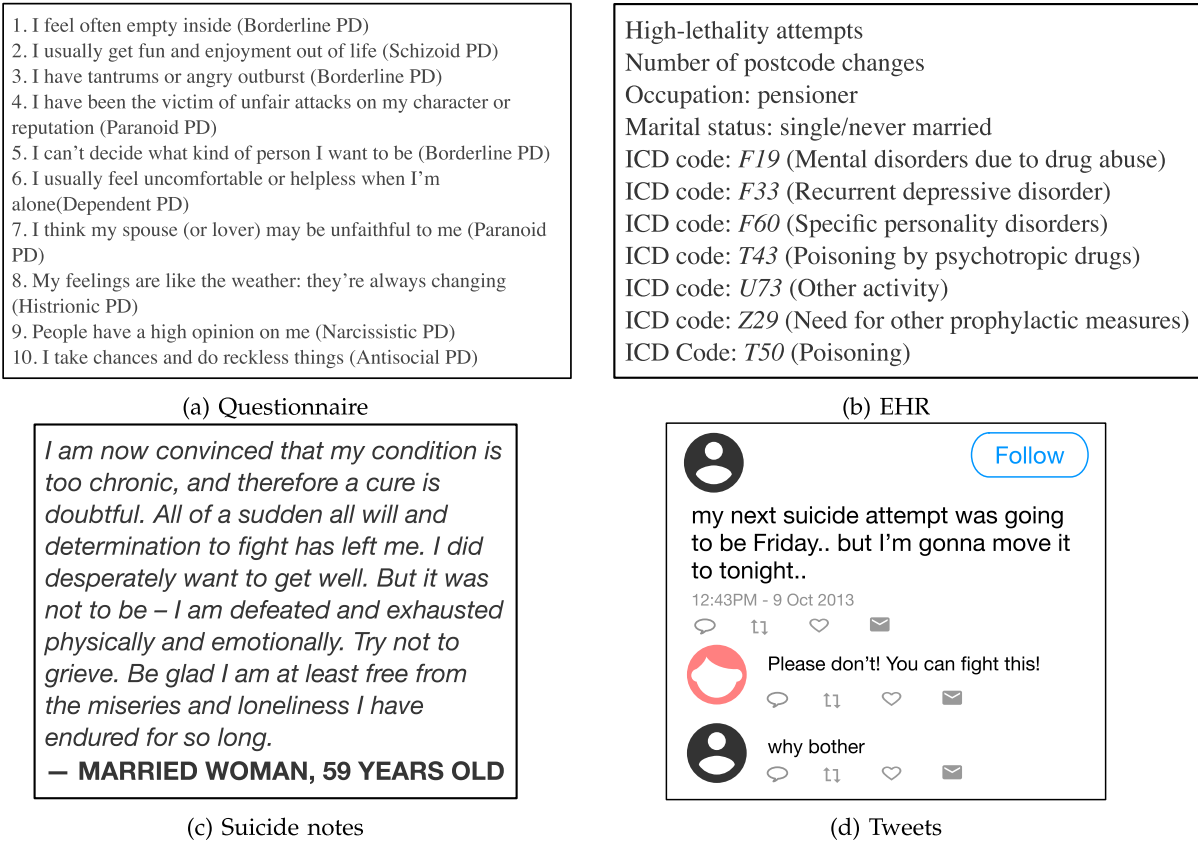 1. I feel often empty inside (Borderline PD)
2. I usually get fun and enjoyment out of life (Schizoid PD)
3. I have tantrums or angry outburst (Borderline PD)
4. I have been the victim of unfair attacks on my character or
reputation (Paranoid PD)
5. I can't decide what kind of person I want to be (Borderline PD)
6. I usually feel uncomfortable or helpless when I'm
alone(Dependent PD)
7. I think my spouse (or lover) may be unfaithful to me (Paranoid
PD)
8. My feelings are like the weather: they're always changing
(Histrionic PD)
9. People have a high opinion on me (Narcissistic PD)
10. I take chances and do reckless things (Antisocial PD)
(a) Questionnaire
High-lethality attempts
Number of postcode changes
Occupation: pensioner
Marital status: single/never married
ICD code: F19 (Mental disorders due to drug abuse)
ICD code: F33 (Recurrent depressive disorder)
ICD code: F60 (Specific personality disorders)
ICD code: T43 (Poisoning by psychotropic drugs)
ICD code: U73 (Other activity)
ICD code: Z29 (Need for other prophylactic measures)
ICD Code: T50 (Poisoning)
(b) EHR
I am now convinced that my condition is
too chronic, and therefore a cure is
doubtful. All of a sudden all will and
determination to fight has left me. I did
desperately want to get well. But it was
not to be – I am defeated and exhausted
physically and emotionally. Try not to
grieve. Be glad I am at least free from
the miseries and loneliness I have
endured for so long.
— MARRIED WOMAN, 59 YEARS OLD
(c) Suicide notes
Follow
my next suicide attempt was going
to be Friday.. but I'm gonna move it
to tonight..
12:43PM - 9 Oct 2013
Please don't! You can fight this!
why bother
(d) Tweets